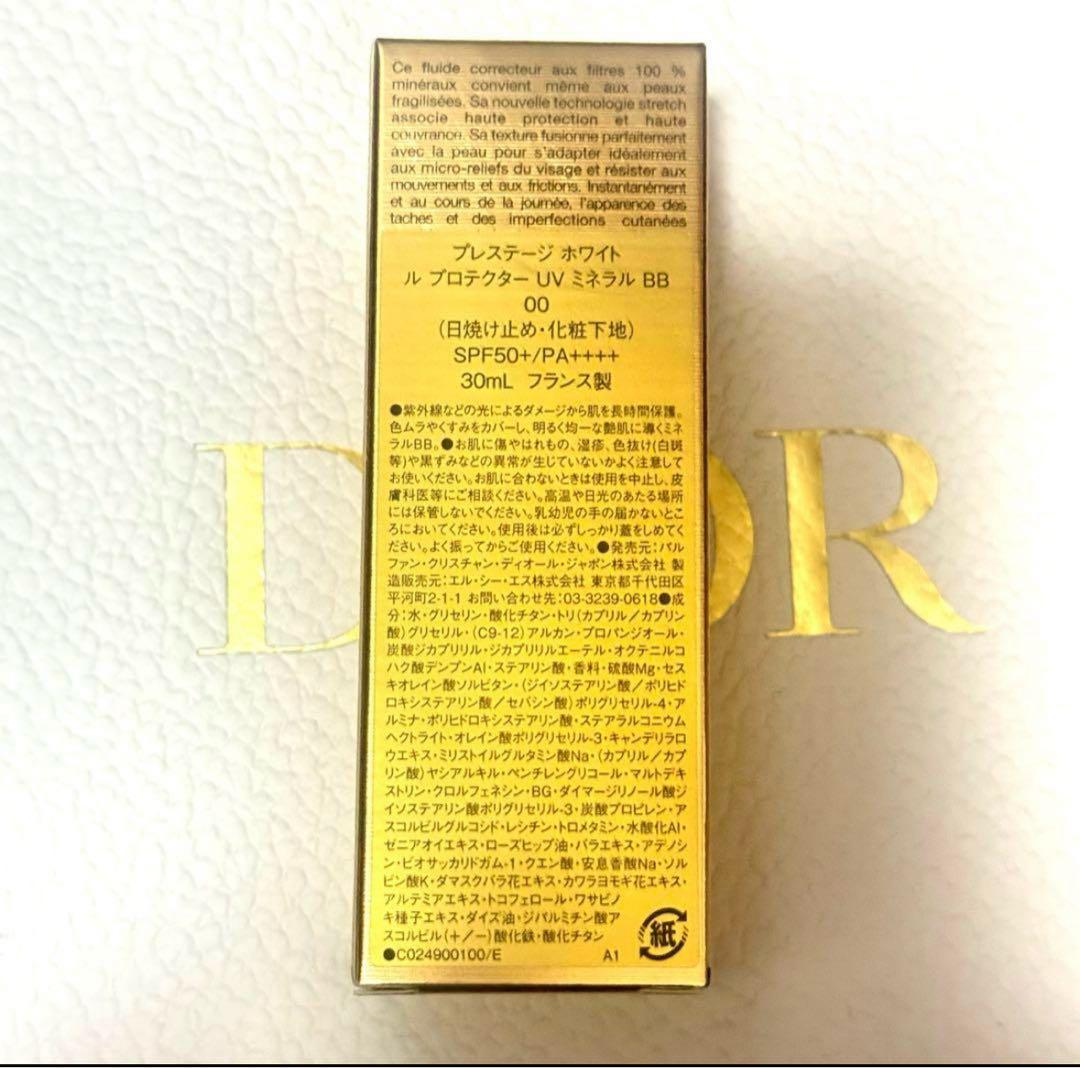 Ce fluide correcteur aux filtres 100 %
minéraux convient même aux peaux
fragilisées. Sa nouvelle technologie stretch
associe haute protection et haute
couvrance. Sa texture fusionne parfaitement
avec la peau pour s'adapter idéalement
aux micro-reliefs du visage et résister aux
mouvements et aux frictions. Instantanément
et au cours de la journée, l'apparence des
taches et des imperfections cutanées
プレステージ ホワイト
ル プロテクター UV ミネラル BB
00
(日焼け止め・化粧下地)
SPF50+/PA++++
30mL フランス製
●紫外線などの光によるダメージから肌を長時間保護。
色ムラやくすみをカバーし、明るく均一な艶肌に導くミネ
ラルBB。●お肌に傷やはれもの、湿疹、色抜け(白斑
等)や黒ずみなどの異常が生じていないかよく注意して
お使いください。お肌に合わないときは使用を中止し、皮
膚科医等にご相談ください。高温や日光のあたる場所
には保管しないでください。乳幼児の手の届かないとこ
ろにおいてください。使用後は必ずしっかり蓋をしめてく
ださい。よく振ってからご使用ください。●発売元:パル
ファン・クリスチャン・ディオール・ジャポン株式会社 製
造販売元:エル・シー・エス株式会社 東京都千代田区
平河町2-1-1 お問い合わせ先:03-3239-0618●成
分:水・グリセリン・酸化チタン・トリ(カプリル/カプリン
酸)グリセリル・(C9-12)アルカン・プロパンジオール・
炭酸ジカプリリル・ジカプリリルエーテル・オクテニルコ
ハク酸デンプンAl・ステアリン酸・香料・硫酸Mg・セス
キオレイン酸ソルビタン・(ジイソステアリン酸/ポリヒド
ロキシステアリン酸/セバシン酸)ポリグリセリル-4・ア
ルミナ・ポリヒドロキシステアリン酸・ステアラルコニウム
ヘクトライト・オレイン酸ポリグリセリル-3・キャンデリラロ
ウエキス・ミリストイルグルタミン酸Na・(カプリル/カプ
リン酸)ヤシアルキル・ペンチレングリコール・マルトデキ
ストリン・クロルフェネシン・BG・ダイマージリノール酸ジ
イソステアリン酸ポリグリセリル-3・炭酸プロピレン・ア
スコルビルグルコシド・レシチン・トロメタミン・水酸化Al・
ゼニアオイエキス・ローズヒップ油・バラエキス・アデノシ
ン・ビオサッカリドガム-1・クエン酸・安息香酸Na・ソル
ビン酸K・ダマスクバラ花エキス・カワラヨモギ花エキス・
アルテミアエキス・トコフェロール・ワサビノ
キ種子エキス・ダイズ油・ジパルミチン酸ア
スコルビル(+/-)酸化鉄・酸化チタン
●C024900100/E A1
紙
DIOR